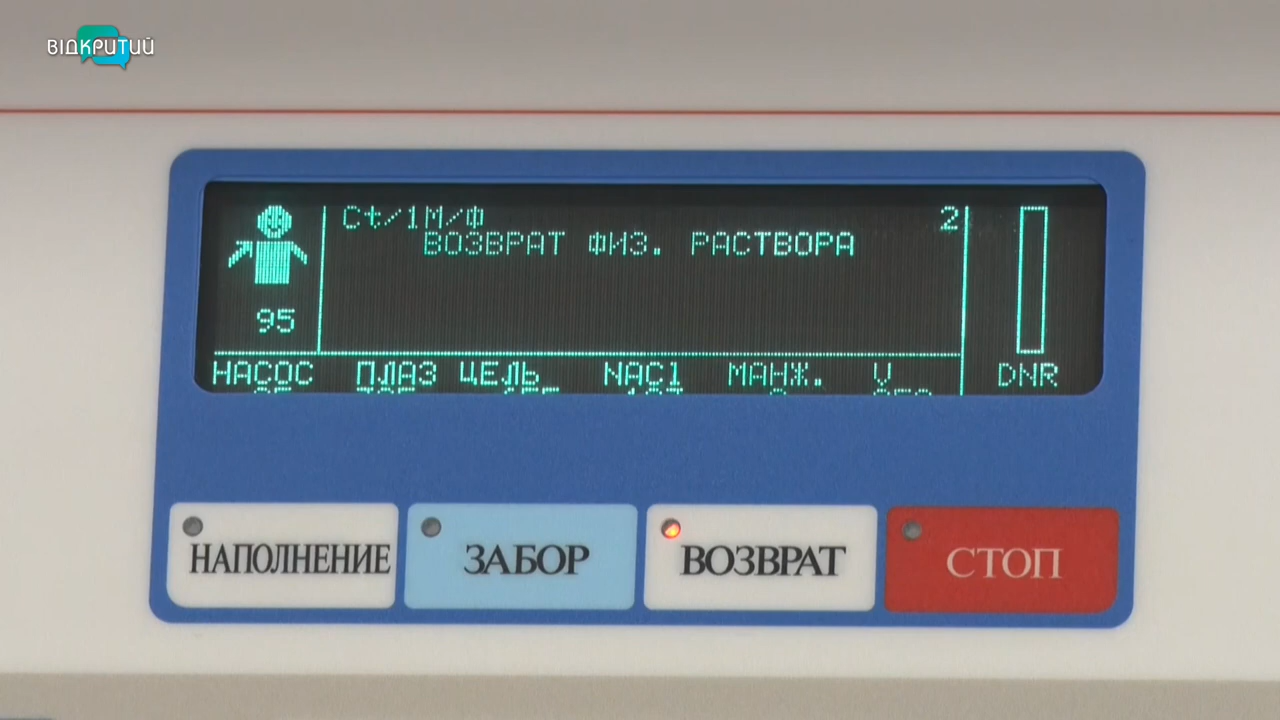 ВІДКРИТИЙ
Ct/1М/Ф 2
ВОЗВРАТ ФИЗ. РАСТВОРА
95
НАСОС ПЛАЗ ЦЕЛЬ NAC1 МАНЖ. V DNR
НАПОЛНЕНИЕ ЗАБОР ВОЗВРАТ СТОП